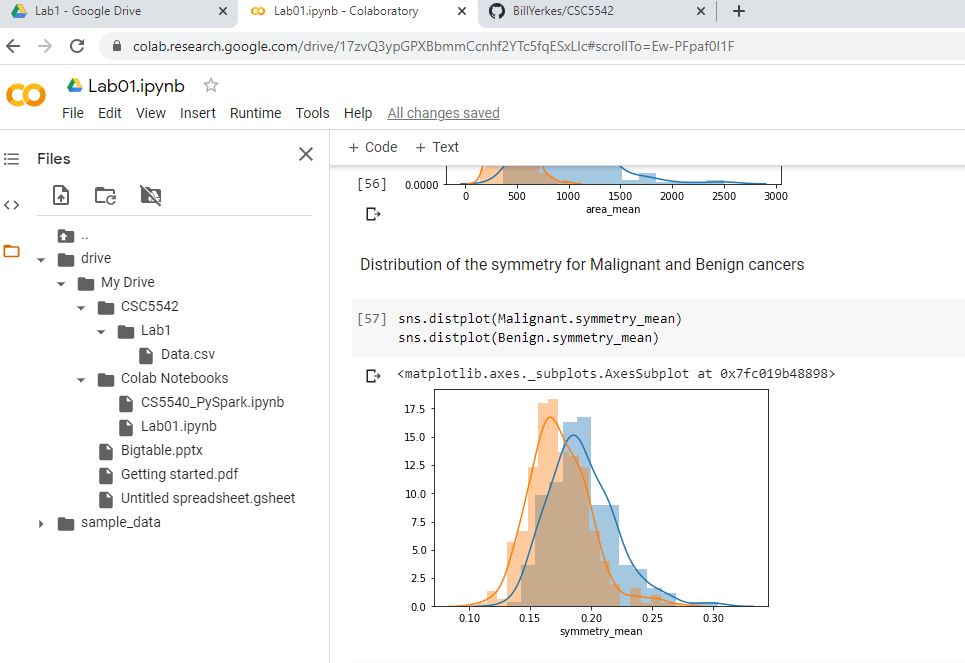 Lab1 - Google Drive
Lab01.ipynb - Colaboratory
BillYerkes/CSC5542
colab.research.google.com/drive/17zvQ3ypGPXBbmmCcnhf2YTc5fqESxLlc#scrollTo=Ew-PFpaf0I1F
Lab01.ipynb
File Edit View Insert Runtime Tools Help All changes saved
Files
+ Code + Text
..
drive
My Drive
CSC5542
Lab1
Data.csv
Colab Notebooks
CS5540_PySpark.ipynb
Lab01.ipynb
Bigtable.pptx
Getting started.pdf
Untitled spreadsheet.gsheet
sample_data
[56]
0.0000
0 500 1000 1500 2000 2500 3000
area_mean
Distribution of the symmetry for Malignant and Benign cancers
[57] sns.distplot(Malignant.symmetry_mean)
sns.distplot(Benign.symmetry_mean)
<matplotlib.axes._subplots.AxesSubplot at 0x7fc019b48898>
17.5
15.0
12.5
10.0
7.5
5.0
2.5
0.0
0.10 0.15 0.20 0.25 0.30
symmetry_mean